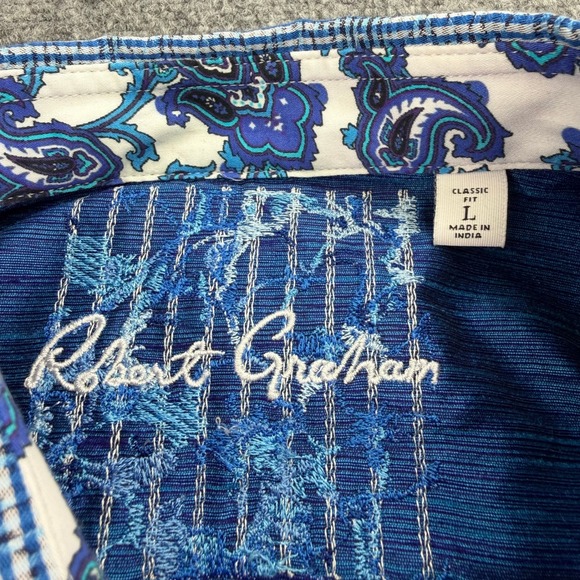 CLASSIC
FIT
L
MADE IN
INDIA
Robert Graham